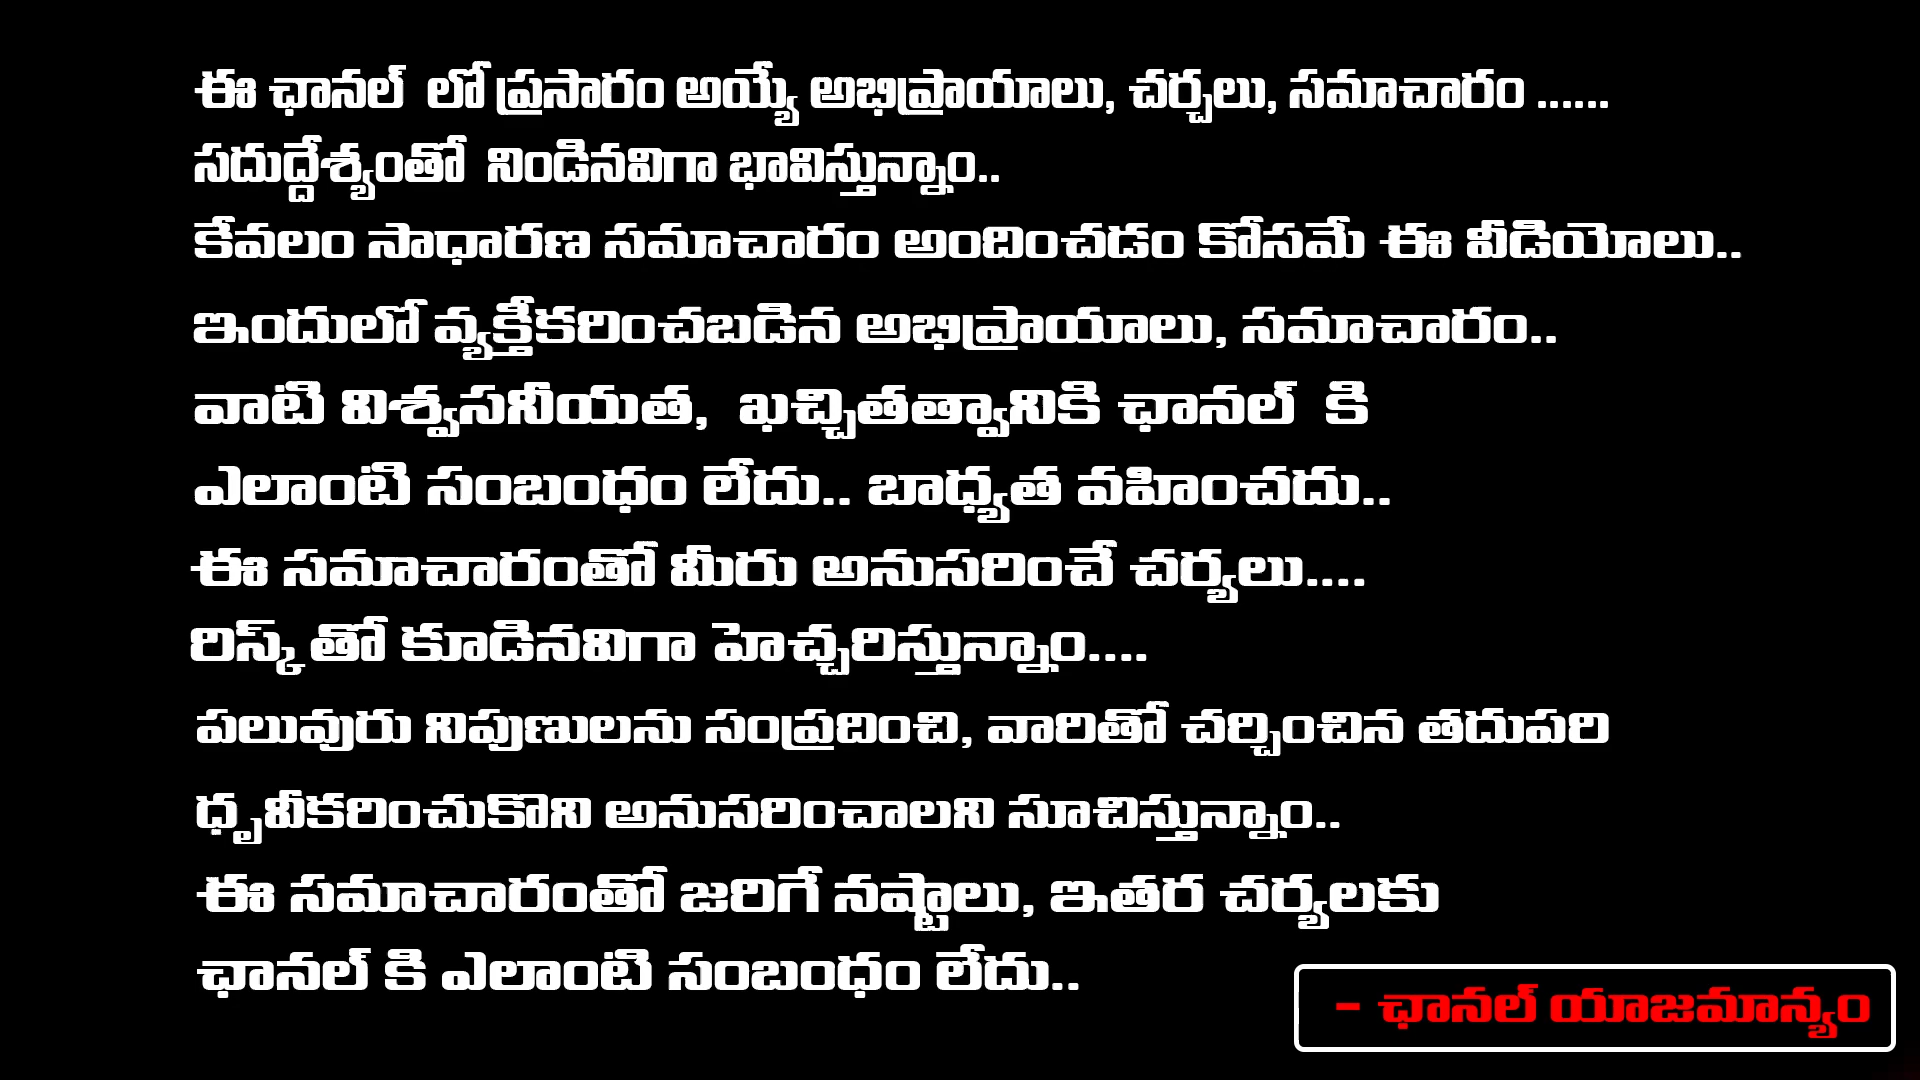 ఈ ఛానల్ లో ప్రసారం అయ్యే అభిప్రాయాలు, చర్చలు, సమాచారం ......
సదుద్దేశ్యంతో నిండినవిగా భావిస్తున్నాం..
కేవలం సాధారణ సమాచారం అందించడం కోసమే ఈ వీడియోలు..
ఇందులో వ్యక్తీకరించబడిన అభిప్రాయాలు, సమాచారం..
వాటి విశ్వసనీయత, ఖచ్చితత్వానికి ఛానల్ కి
ఎలాంటి సంబంధం లేదు.. బాధ్యత వహించదు..
ఈ సమాచారంతో మీరు అనుసరించే చర్యలు....
రిస్క్ తో కూడినవిగా హెచ్చరిస్తున్నాం....
పలువురు నిపుణులను సంప్రదించి, వారితో చర్చించిన తదుపరి
ధృవీకరించుకొని అనుసరించాలని సూచిస్తున్నాం..
ఈ సమాచారంతో జరిగే నష్టాలు, ఇతర చర్యలకు
ఛానల్ కి ఎలాంటి సంబంధం లేదు..
- ఛానల్ యాజమాన్యం